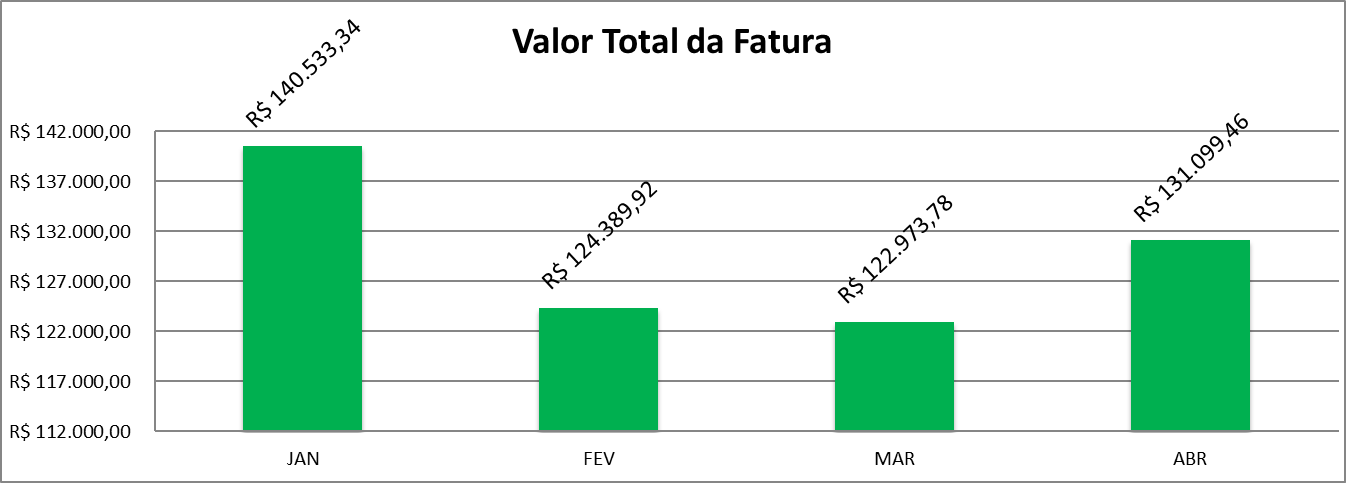 Valor Total da Fatura
R$ 142.000,00
R$ 137.000,00
R$ 132.000,00
R$ 127.000,00
R$ 122.000,00
R$ 117.000,00
R$ 112.000,00
R$ 140.533,34
R$ 124.389,92
R$ 122.973,78
R$ 131.099,46
JAN
FEV
MAR
ABR